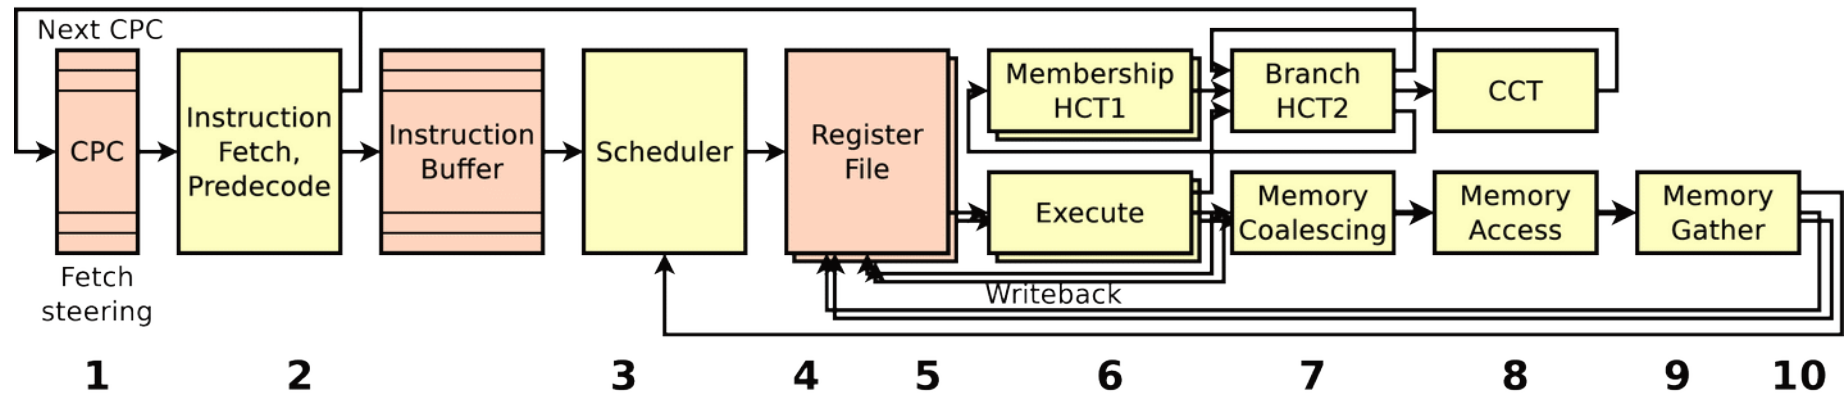 Next CPC
CPC
Fetch
steering
Instruction
Fetch,
Predecode
Instruction
Buffer
Scheduler
Register
File
Membership
HCT1
Branch
HCT2
CCT
Execute
Memory
Coalescing
Memory
Access
Memory
Gather
Writeback
1 2 3 4 5 6 7 8 9 10